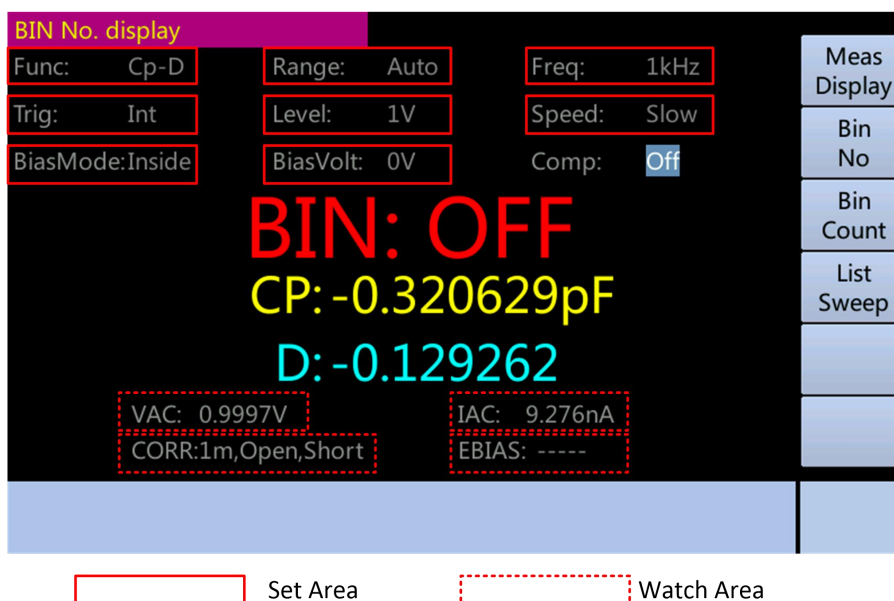 BIN No. display
Func: Cp-D Range: Auto Freq: 1kHz
Trig: Int Level: 1V Speed: Slow
BiasMode:Inside BiasVolt: 0V Comp: Off
BIN: OFF
CP:-0.320629pF
D:-0.129262
VAC: 0.9997V IAC: 9.276nA
CORR:1m,Open,Short EBIAS: -----
Meas
Display
Bin
No
Bin
Count
List
Sweep
Set Area Watch Area